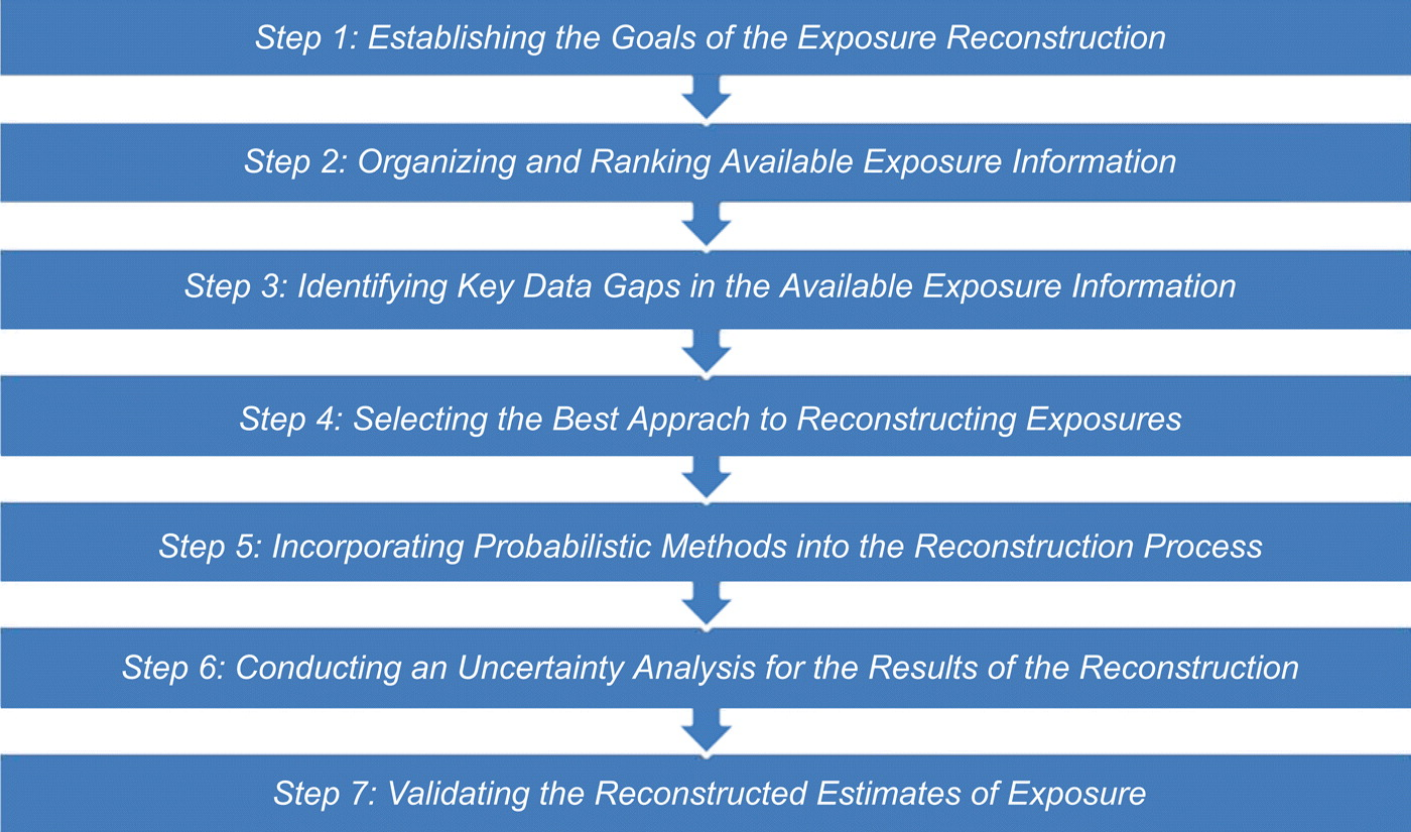 Step 1: Establishing the Goals of the Exposure Reconstruction
Step 2: Organizing and Ranking Available Exposure Information
Step 3: Identifying Key Data Gaps in the Available Exposure Information
Step 4: Selecting the Best Apprach to Reconstructing Exposures
Step 5: Incorporating Probabilistic Methods into the Reconstruction Process
Step 6: Conducting an Uncertainty Analysis for the Results of the Reconstruction
Step 7: Validating the Reconstructed Estimates of Exposure